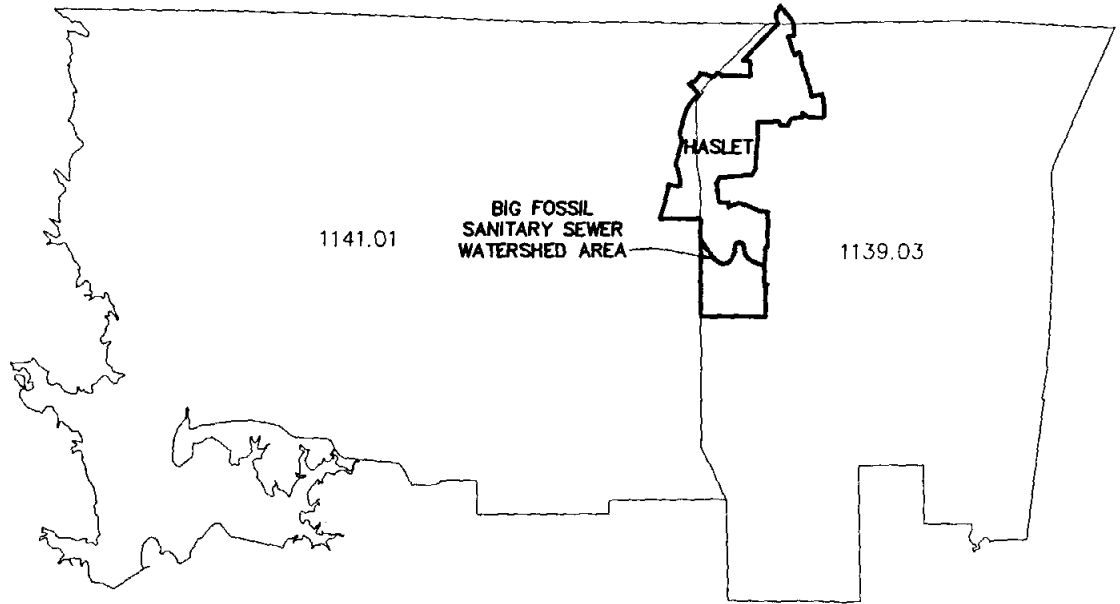 HASLET
BIG FOSSIL
SANITARY SEWER
WATERSHED AREA
1141.01
1139.03